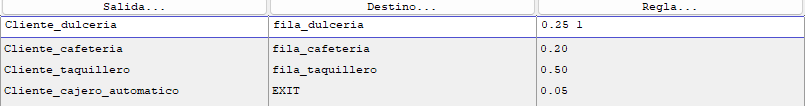 Salida... Destino... Regla...
Cliente_dulceria fila_dulceria 0.25 1
Cliente_cafeteria fila_cafeteria 0.20
Cliente_taquillero fila_taquillero 0.50
Cliente_cajero_automatico EXIT 0.05